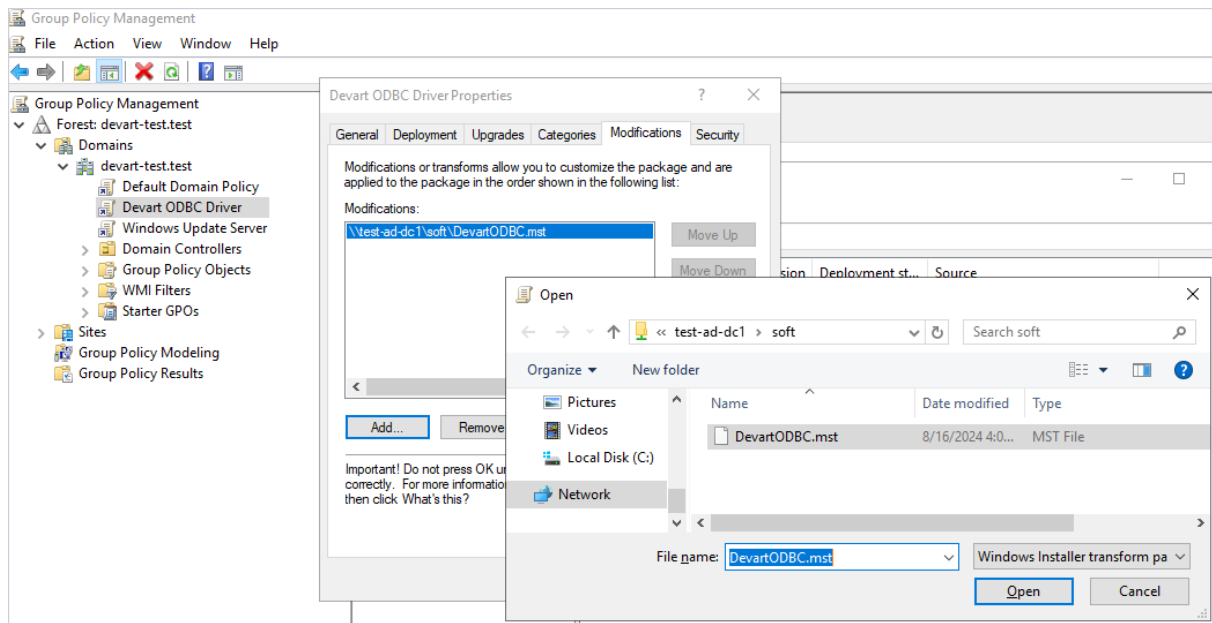 Group Policy Management
File Action View Window Help
Group Policy Management
Forest: devart-test.test
Domains
devart-test.test
Default Domain Policy
Devart ODBC Driver
Windows Update Server
Domain Controllers
Group Policy Objects
WMI Filters
Starter GPOs
Sites
Group Policy Modeling
Group Policy Results
Devart ODBC Driver Properties
General Deployment Upgrades Categories Modifications Security
Modifications or transforms allow you to customize the package and are
applied to the package in the order shown in the following list:
Modifications:
\\test-ad-dc1\soft\DevartODBC.mst
Move Up
Move Down
Add... Remove
Important! Do not press OK
correctly. For more
then click What's this?
Deployment st... Source
Open
« test-ad-dc1 > soft
Search soft
Organize New folder
Pictures
Videos
Local Disk (C:)
Network
Name Date modified Type
DevartODBC.mst 8/16/2024 4:0... MST File
File name: DevartODBC.mst
Windows Installer transform pa
Open Cancel